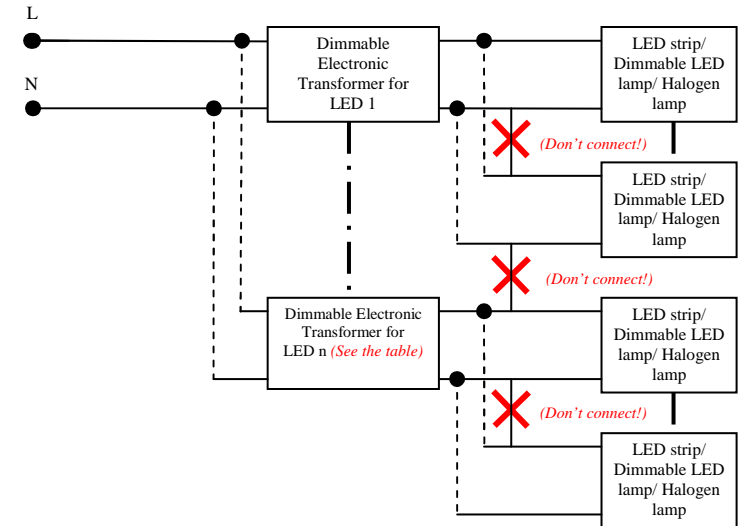 L
Dimmable
Electronic
Transformer for
LED 1
LED strip/
Dimmable LED
lamp/ Halogen
lamp
N
(Don't connect!)
LED strip/
Dimmable LED
lamp/ Halogen
lamp
(Don't connect!)
Dimmable Electronic
Transformer for
LED n (See the table)
LED strip/
Dimmable LED
lamp/ Halogen
lamp
(Don't connect!)
LED strip/
Dimmable LED
lamp/ Halogen
lamp